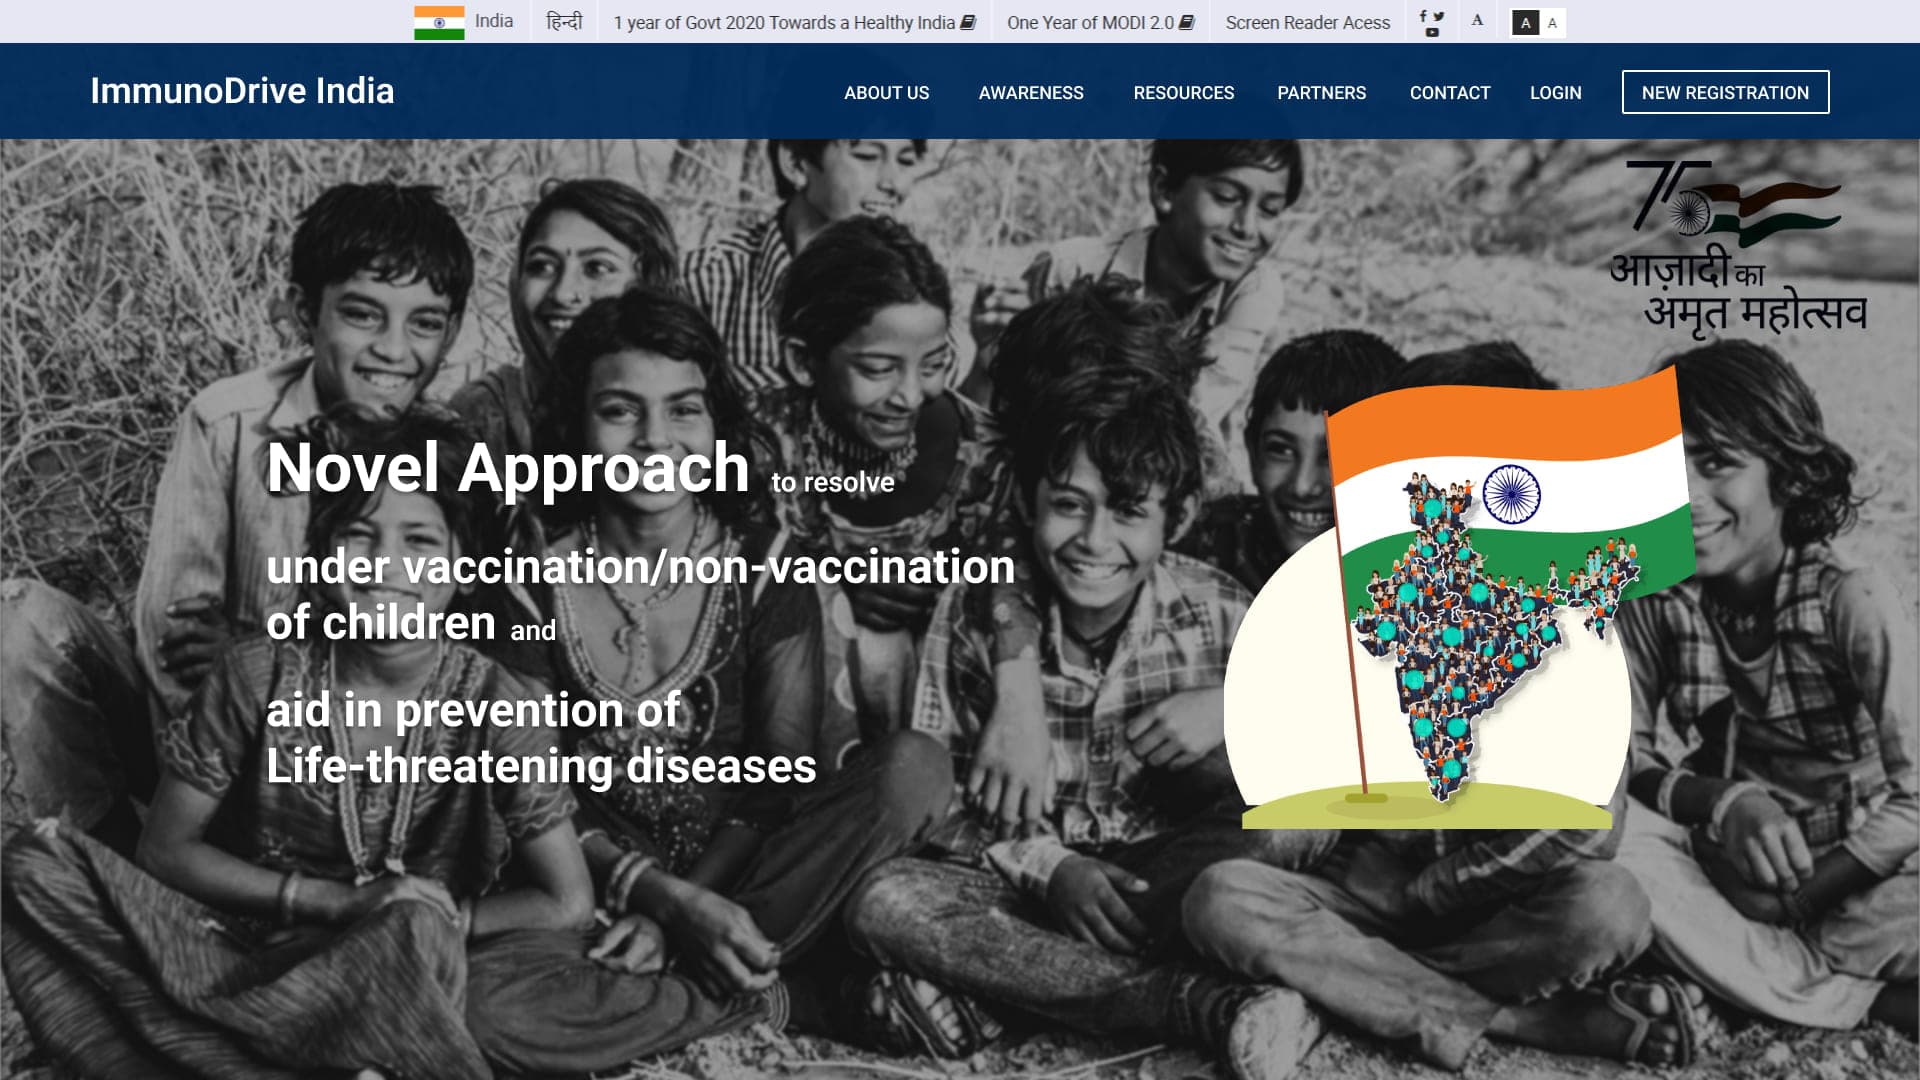 India हिन्दी 1 year of Govt 2020 Towards a Healthy India One Year of MODI 2.0 Screen Reader Acess A A A
ImmunoDrive India ABOUT US AWARENESS RESOURCES PARTNERS CONTACT LOGIN NEW REGISTRATION
75
आज़ादी का
अमृत महोत्सव
Novel Approach to resolve
under vaccination/non-vaccination
of children and
aid in prevention of
Life-threatening diseases